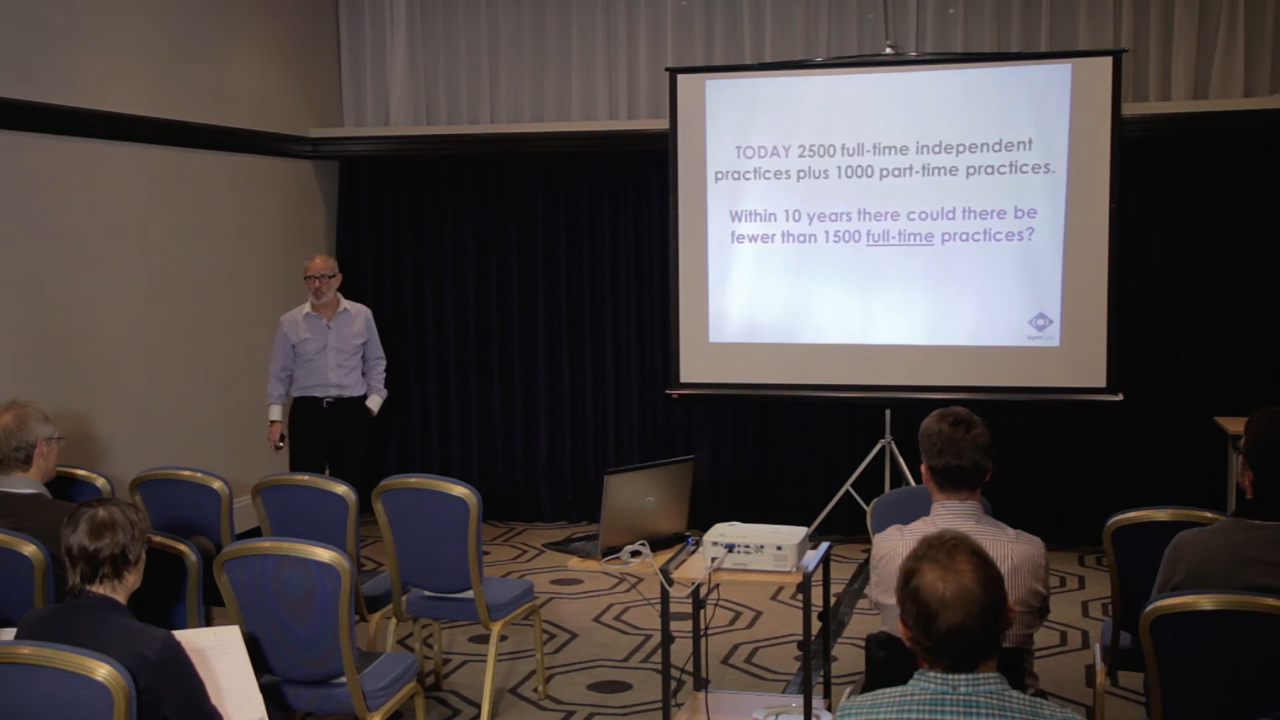 TODAY 2500 full-time independent
practices plus 1000 part-time practices.
Within 10 years there could there be
fewer than 1500 full-time practices?